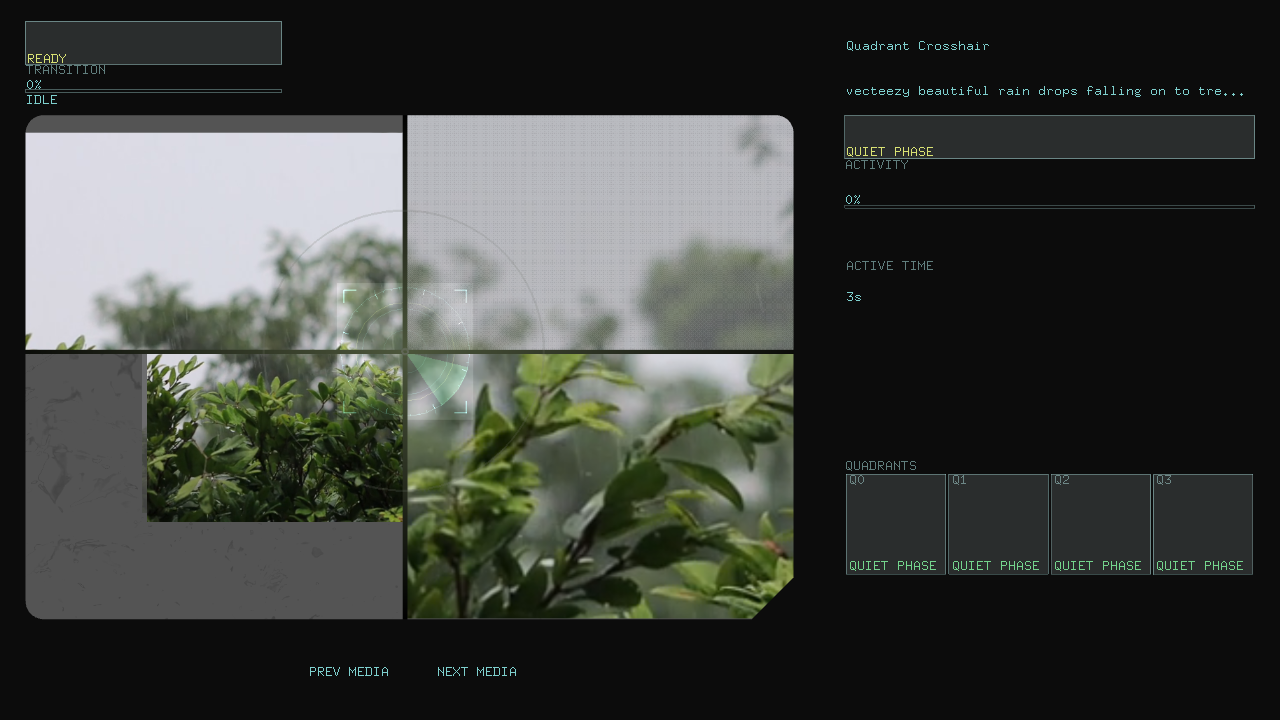 READY
TRANSITION
0%
IDLE
Quadrant Crosshair
vecteezy beautiful rain drops falling on to tre...
QUIET PHASE
ACTIVITY
0%
ACTIVE TIME
3s
QUADRANTS
Q0 Q1 Q2 Q3
QUIET PHASE QUIET PHASE QUIET PHASE QUIET PHASE
PREV MEDIA NEXT MEDIA